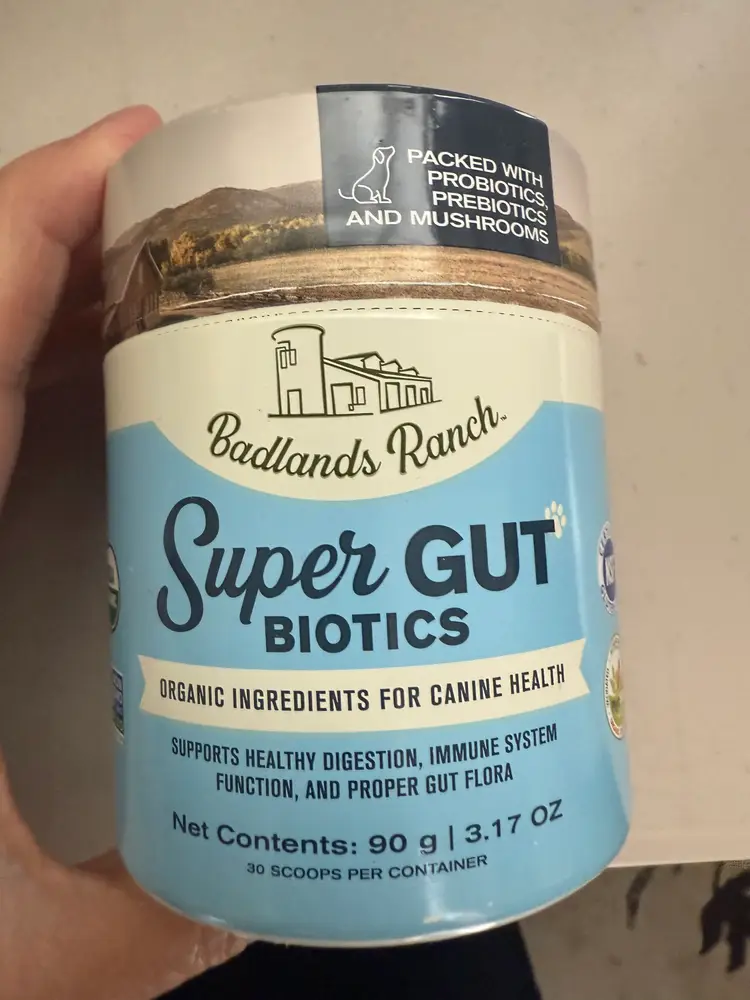 PACKED WITH
PROBIOTICS,
PREBIOTICS
AND MUSHROOMS
Badlands Ranch™
Super GUT
BIOTICS
ORGANIC INGREDIENTS FOR CANINE HEALTH
SUPPORTS HEALTHY DIGESTION, IMMUNE SYSTEM
FUNCTION, AND PROPER GUT FLORA
Net Contents: 90 g | 3.17 OZ
30 SCOOPS PER CONTAINER